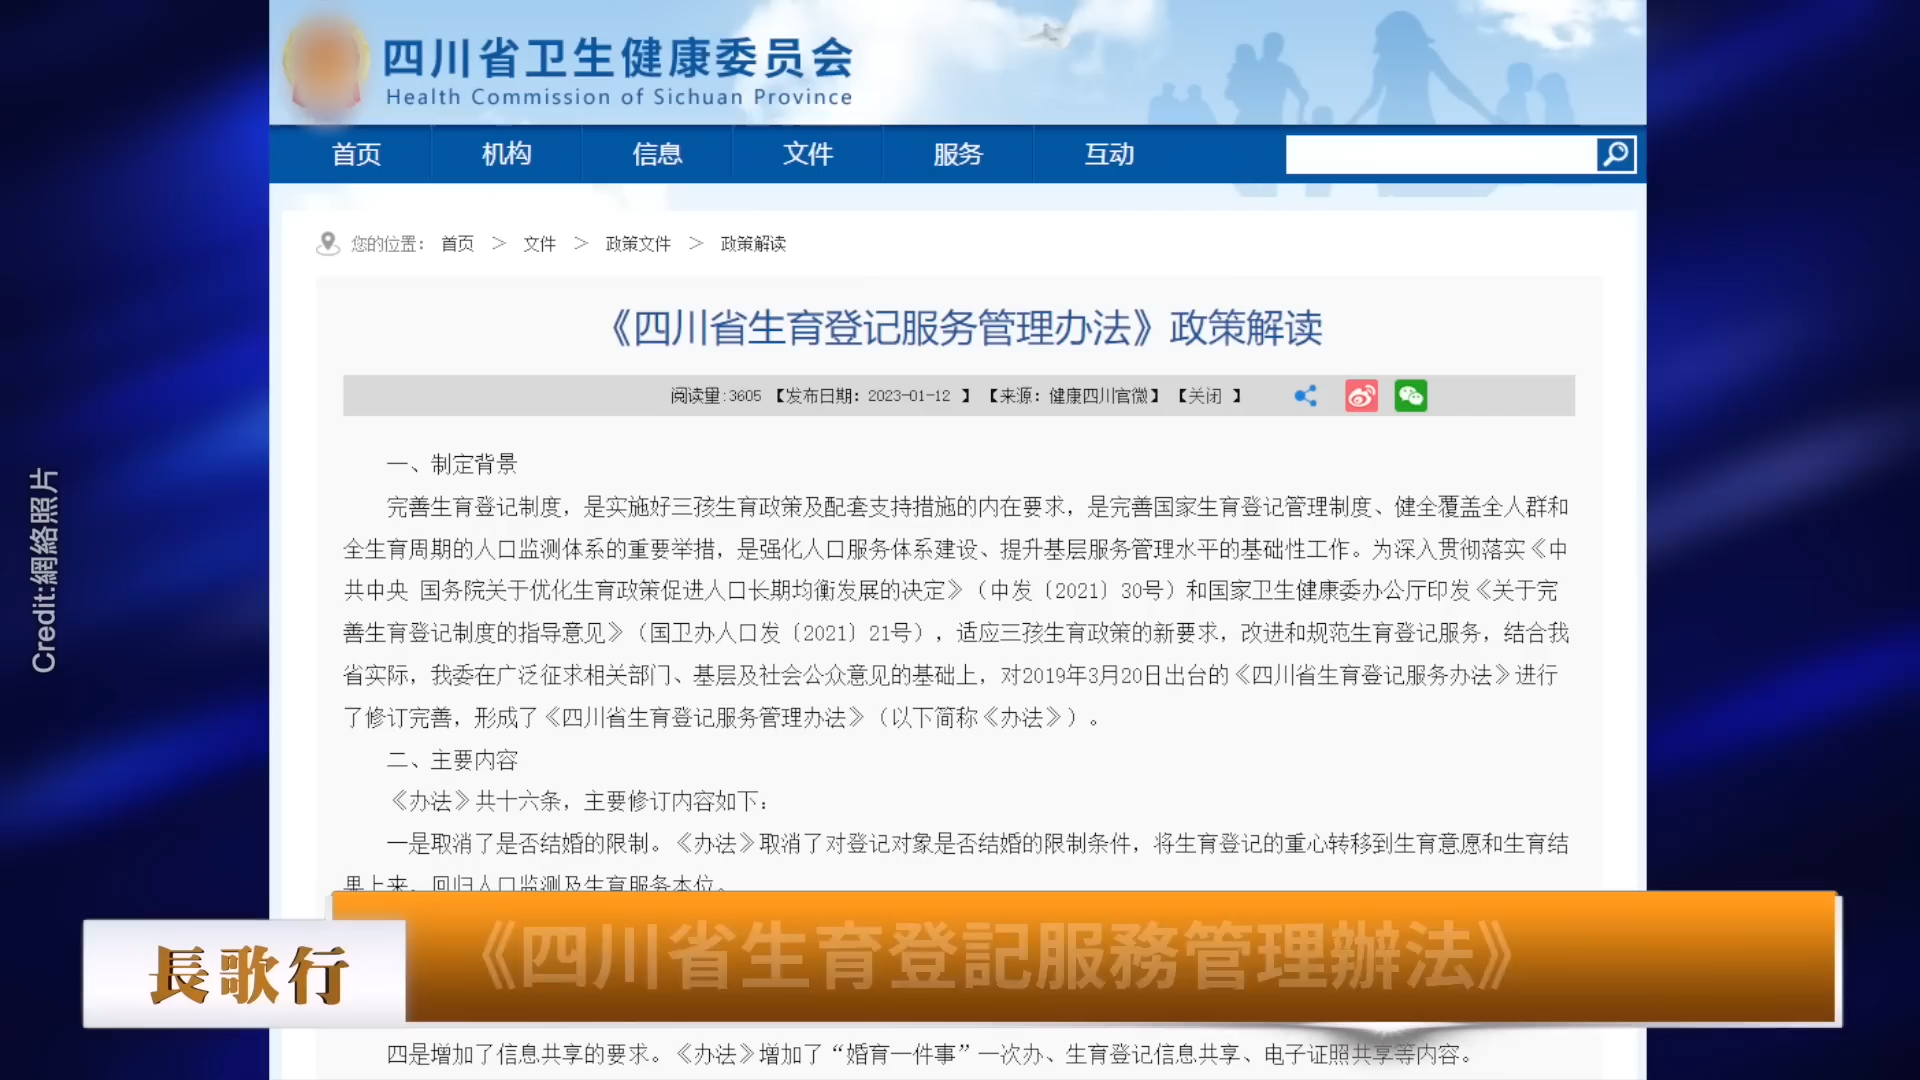 四川省卫生健康委员会
Health Commission of Sichuan Province
首页 机构 信息 文件 服务 互动
您的位置： 首页 > 文件 > 政策文件 > 政策解读
《四川省生育登记服务管理办法》政策解读
阅读量:3605 【发布日期：2023-01-12 】 【来源：健康四川官微】 【关闭 】
一、制定背景
完善生育登记制度，是实施好三孩生育政策及配套支持措施的内在要求，是完善国家生育登记管理制度、健全覆盖全人群和
全生育周期的人口监测体系的重要举措，是强化人口服务体系建设、提升基层服务管理水平的基础性工作。为深入贯彻落实《中
共中央 国务院关于优化生育政策促进人口长期均衡发展的决定》（中发〔2021〕30号）和国家卫生健康委办公厅印发《关于完
善生育登记制度的指导意见》（国卫办人口发〔2021〕21号），适应三孩生育政策的新要求，改进和规范生育登记服务，结合我
省实际，我委在广泛征求相关部门、基层及社会公众意见的基础上，对2019年3月20日出台的《四川省生育登记服务办法》进行
了修订完善，形成了《四川省生育登记服务管理办法》（以下简称《办法》）。
二、主要内容
《办法》共十六条，主要修订内容如下：
一是取消了是否结婚的限制。《办法》取消了对登记对象是否结婚的限制条件，将生育登记的重心转移到生育意愿和生育结
果上来，回归人口监测及生育服务本位。
長歌行
《四川省生育登記服務管理辦法》
四是增加了信息共享的要求。《办法》增加了“婚育一件事”一次办、生育登记信息共享、电子证照共享等内容。
Credit:網絡照片